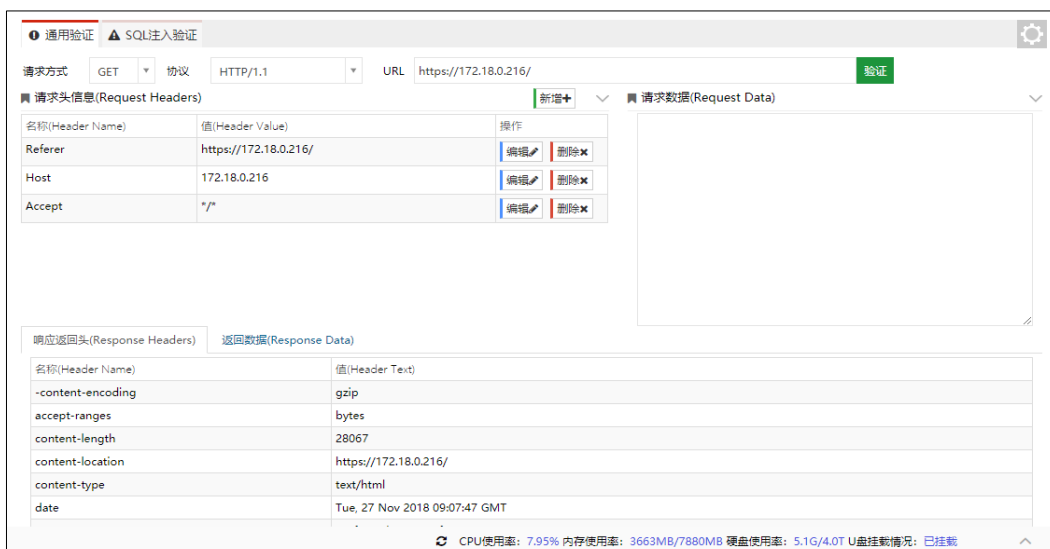 通用验证 SQL注入验证
请求方式 GET 协议 HTTP/1.1 URL https://172.18.0.216/ 验证
请求头信息(Request Headers) 新增+
名称(Header Name) 值(Header Value) 操作
Referer https://172.18.0.216/ 编辑 删除
Host 172.18.0.216 编辑 删除
Accept */* 编辑 删除
请求数据(Request Data)
响应返回头(Response Headers) 返回数据(Response Data)
名称(Header Name) 值(Header Text)
-content-encoding gzip
accept-ranges bytes
content-length 28067
content-location https://172.18.0.216/
content-type text/html
date Tue, 27 Nov 2018 09:07:47 GMT
CPU使用率: 7.95% 内存使用率: 3663MB/7880MB 硬盘使用率: 5.1G/4.0T U盘挂载情况: 已挂载